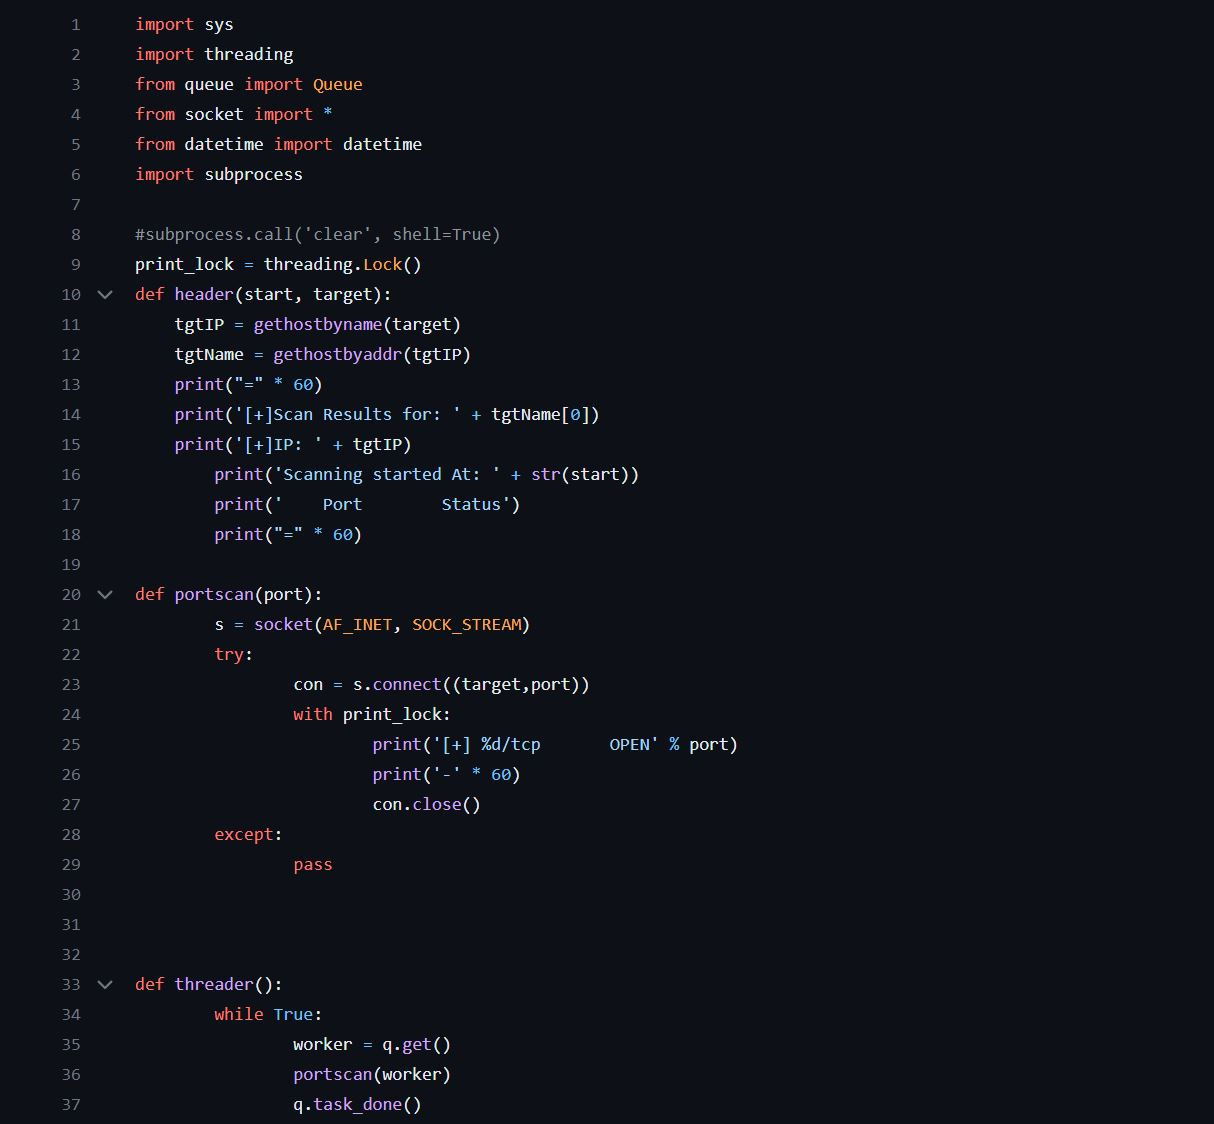 1 import sys
2 import threading
3 from queue import Queue
4 from socket import *
5 from datetime import datetime
6 import subprocess
7
8 #subprocess.call('clear', shell=True)
9 print_lock = threading.Lock()
10 def header(start, target):
11     tgtIP = gethostbyname(target)
12     tgtName = gethostbyaddr(tgtIP)
13     print("=" * 60)
14     print('[+]Scan Results for: ' + tgtName[0])
15     print('[+]IP: ' + tgtIP)
16         print('Scanning started At: ' + str(start))
17         print('    Port        Status')
18         print("=" * 60)
19
20 def portscan(port):
21         s = socket(AF_INET, SOCK_STREAM)
22         try:
23                 con = s.connect((target,port))
24                 with print_lock:
25                         print('[+] %d/tcp       OPEN' % port)
26                         print('-' * 60)
27                         con.close()
28         except:
29                 pass
30
31
32
33 def threader():
34         while True:
35                 worker = q.get()
36                 portscan(worker)
37                 q.task_done()